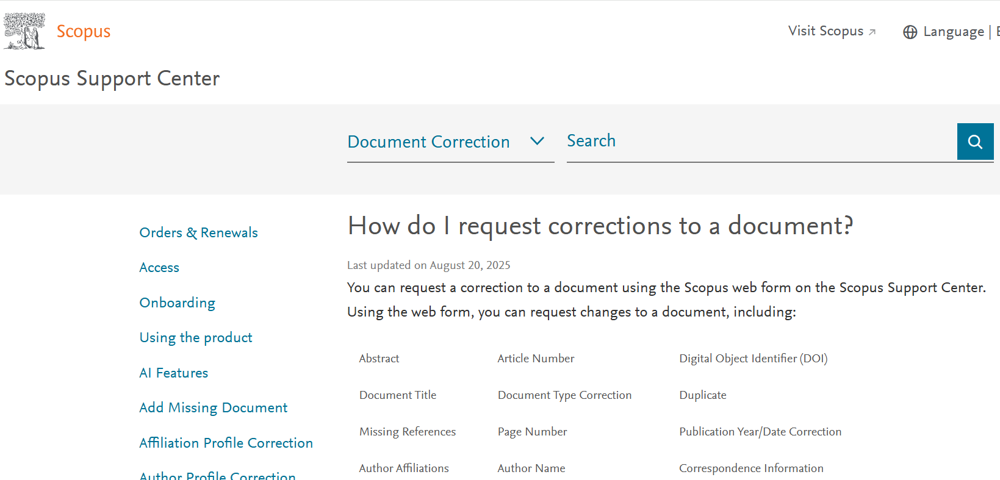 Scopus
Visit Scopus
Language |
Scopus Support Center
Document Correction
Search
Orders & Renewals
Access
Onboarding
Using the product
AI Features
Add Missing Document
Affiliation Profile Correction
Author Profile Correction
How do I request corrections to a document?
Last updated on August 20, 2025
You can request a correction to a document using the Scopus web form on the Scopus Support Center.
Using the web form, you can request changes to a document, including:
Abstract Article Number Digital Object Identifier (DOI)
Document Title Document Type Correction Duplicate
Missing References Page Number Publication Year/Date Correction
Author Affiliations Author Name Correspondence Information